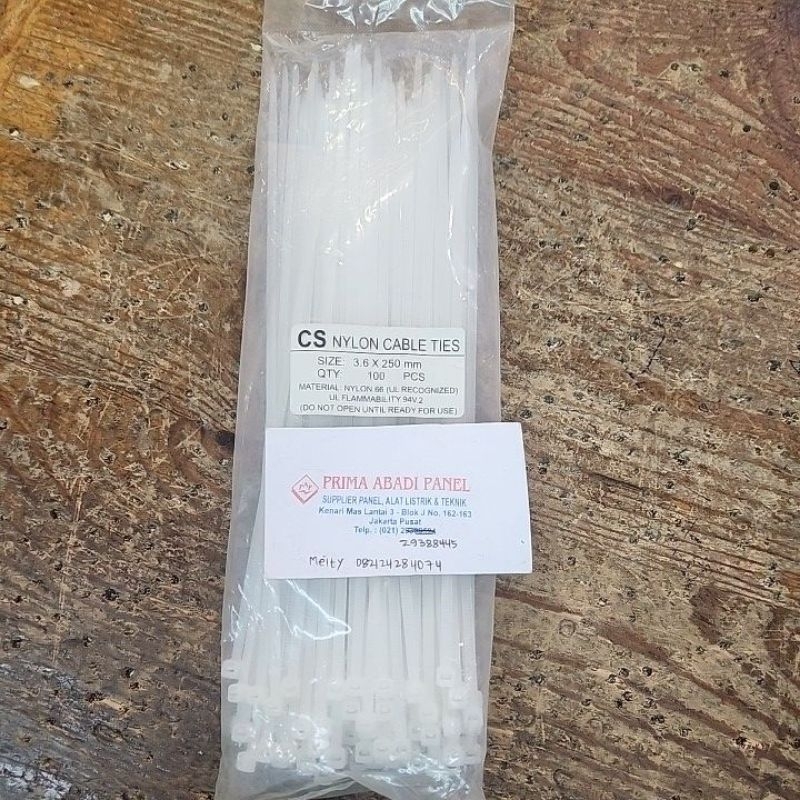 CS NYLON CABLE TIES
SIZE: 3.6 X 250 mm
QTY: 100 PCS
MATERIAL: NYLON 66 (UL RECOGNIZED)
UL FLAMMABILITY 94V.2
(DO NOT OPEN UNTIL READY FOR USE)
PRIMA ABADI PANEL
SUPPLIER PANEL, ALAT LISTRIK & TEKNIK
Kenari Mas Lantai 3 - Blok J No. 162-163
Jakarta Pusat
Telp. : (021)
29388445
Melty 082124284074